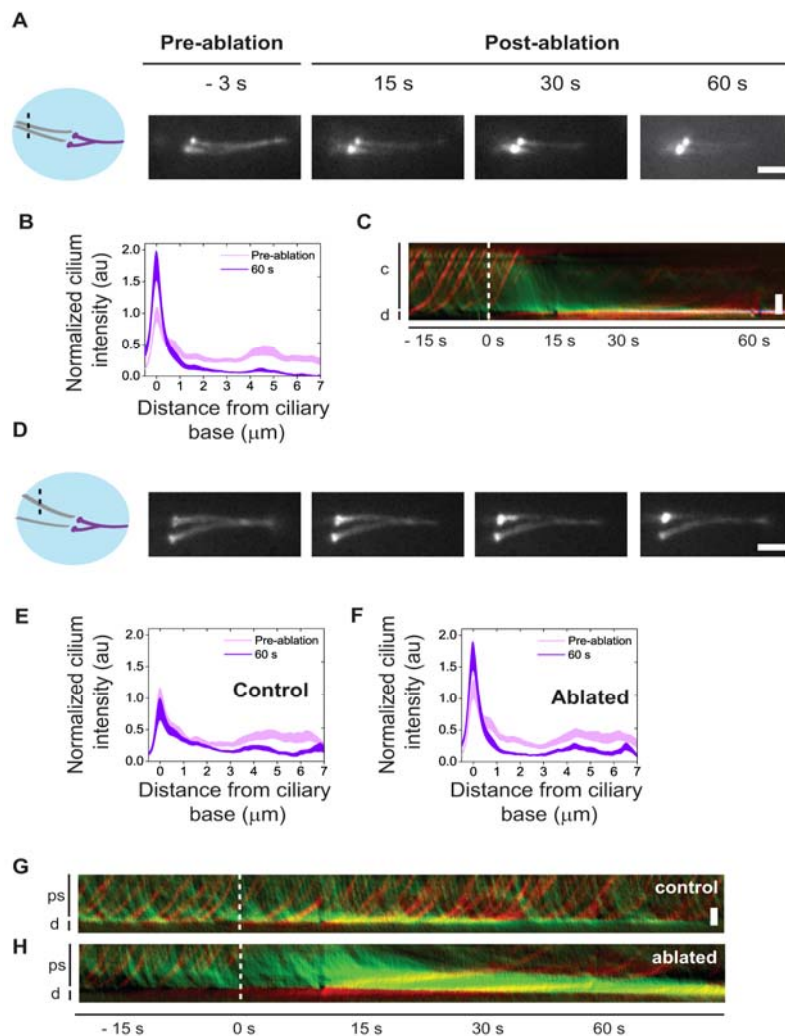 A
Pre-ablation Post-ablation
- 3 s 15 s 30 s 60 s
B
Normalized cilium intensity (au)
2.0
1.5
1.0
0.5
0.0
Pre-ablation
60 s
0 1 2 3 4 5 6 7
Distance from ciliary
base (μm)
C
c
d
- 15 s 0 s 15 s 30 s 60 s
D
E
Normalized cilium intensity (au)
2.0
1.5
1.0
0.5
0.0
Pre-ablation
60 s
Control
0 1 2 3 4 5 6 7
Distance from ciliary
base (μm)
F
Normalized cilium intensity (au)
2.0
1.5
1.0
0.5
0.0
Pre-ablation
60 s
Ablated
0 1 2 3 4 5 6 7
Distance from ciliary
base (μm)
G
ps
d
control
H
ps
d
ablated
- 15 s 0 s 15 s 30 s 60 s